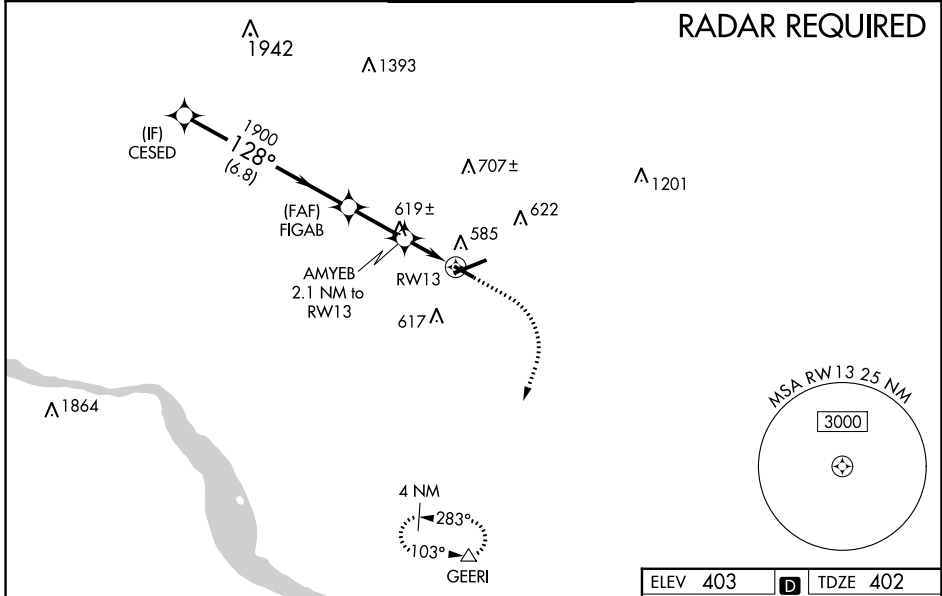 RADAR REQUIRED
1942
1393
(IF)
CESED
1900
128°
(6.8)
707±
1201
(FAF)
FIGAB
619±
622
585
AMYEB
2.1 NM to
RW13
RW13
617
MSA RW13 25 NM
3000
1864
4 NM
283°
103°
GEERI
ELEV 403 D TDZE 402